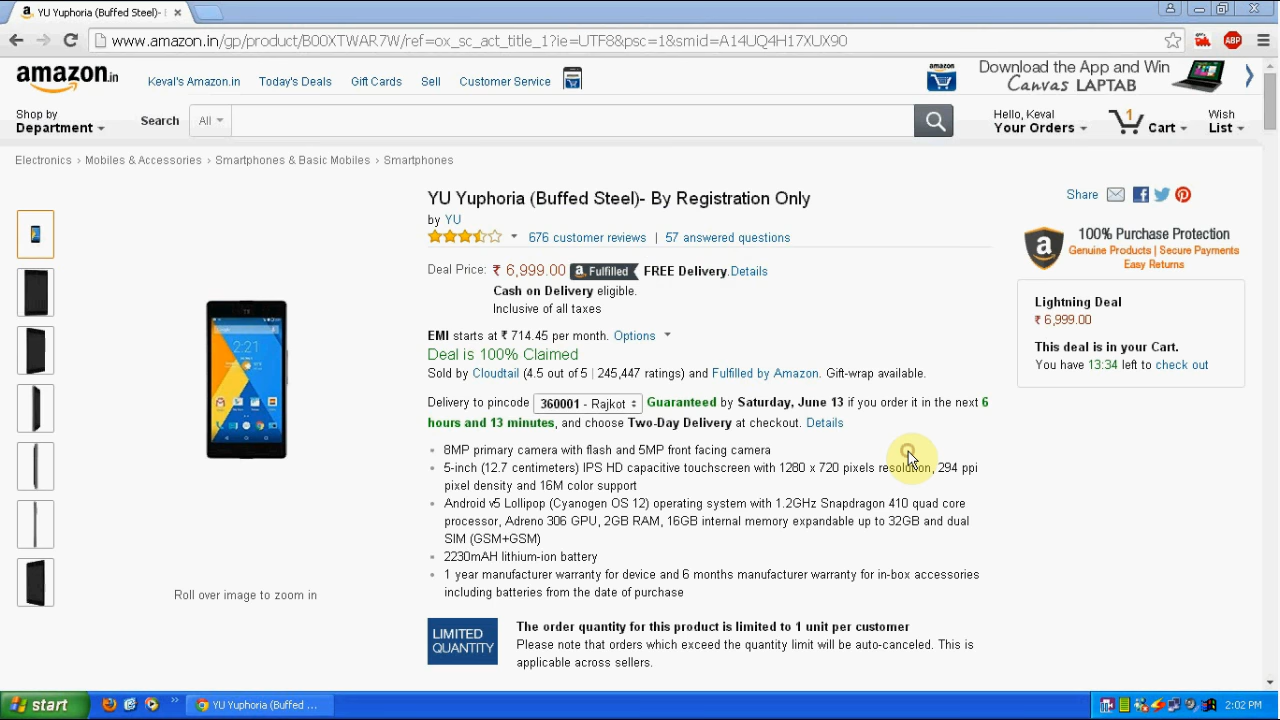 YU Yuphoria (Buffed Steel)-
www.amazon.in/gp/product/B00XTWAR7W/ref=ox_sc_act_title_1?ie=UTF8&psc=1&smid=A14UQ4H17XUX90
ABP
amazon.in
Keval's Amazon
Today's Deals
Gift Cards
Sell
Customer Service
amazon
Download the App and Win
Canvas LAPTAB
Shop by
Department
Search
All
Hello, Keval
Your Orders
1
Cart
Wish
List
Electronics › Mobiles & Accessories › Smartphones & Basic Mobiles › Smartphones
YU Yuphoria (Buffed Steel)- By Registration Only
by YU
676 customer reviews | 57 answered questions
Deal Price: ₹ 6,999.00 a Fulfilled FREE Delivery.Details
Cash on Delivery eligible.
Inclusive of all taxes
EMI starts at ₹ 714.45 per month. Options
Deal is 100% Claimed
Sold by Cloudtail (4.5 out of 5 | 245,447 ratings) and Fulfilled by Amazon. Gift-wrap available.
Delivery to pincode 360001 - Rajkot Guaranteed by Saturday, June 13 if you order it in the next 6
hours and 13 minutes, and choose Two-Day Delivery at checkout. Details
8MP primary camera with flash and 5MP front facing camera
5-inch (12.7 centimeters) IPS HD capacitive touchscreen with 1280 x 720 pixels resolution, 294 ppi
pixel density and 16M color support
Android v5 Lollipop (Cyanogen OS 12) operating system with 1.2GHz Snapdragon 410 quad core
processor, Adreno 306 GPU, 2GB RAM, 16GB internal memory expandable up to 32GB and dual
SIM (GSM+GSM)
2230mAH lithium-ion battery
1 year manufacturer warranty for device and 6 months manufacturer warranty for in-box accessories
including batteries from the date of purchase
LIMITED
QUANTITY
The order quantity for this product is limited to 1 unit per customer
Please note that orders which exceed the quantity limit will be auto-canceled. This is
applicable across sellers.
2:21
Roll over image to zoom in
Share
100% Purchase Protection
Genuine Products | Secure Payments
Easy Returns
Lightning Deal
₹ 6,999.00
This deal is in your Cart.
You have 13:34 left to check out
start
YU Yuphoria (Buffed ...
2:02 PM